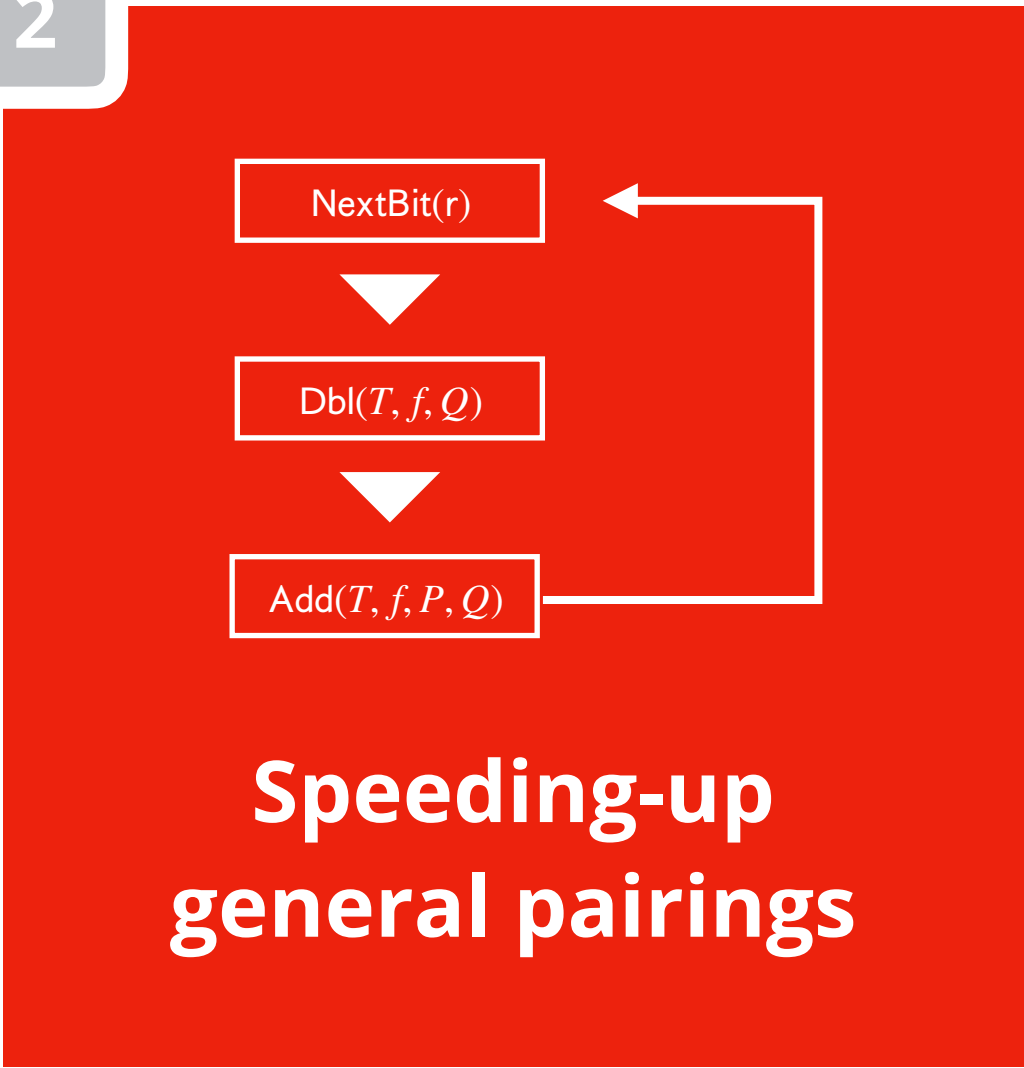 2
NextBit(r)
Dbl(T, f, Q)
Add(T, f, P, Q)
Speeding-up
general pairings